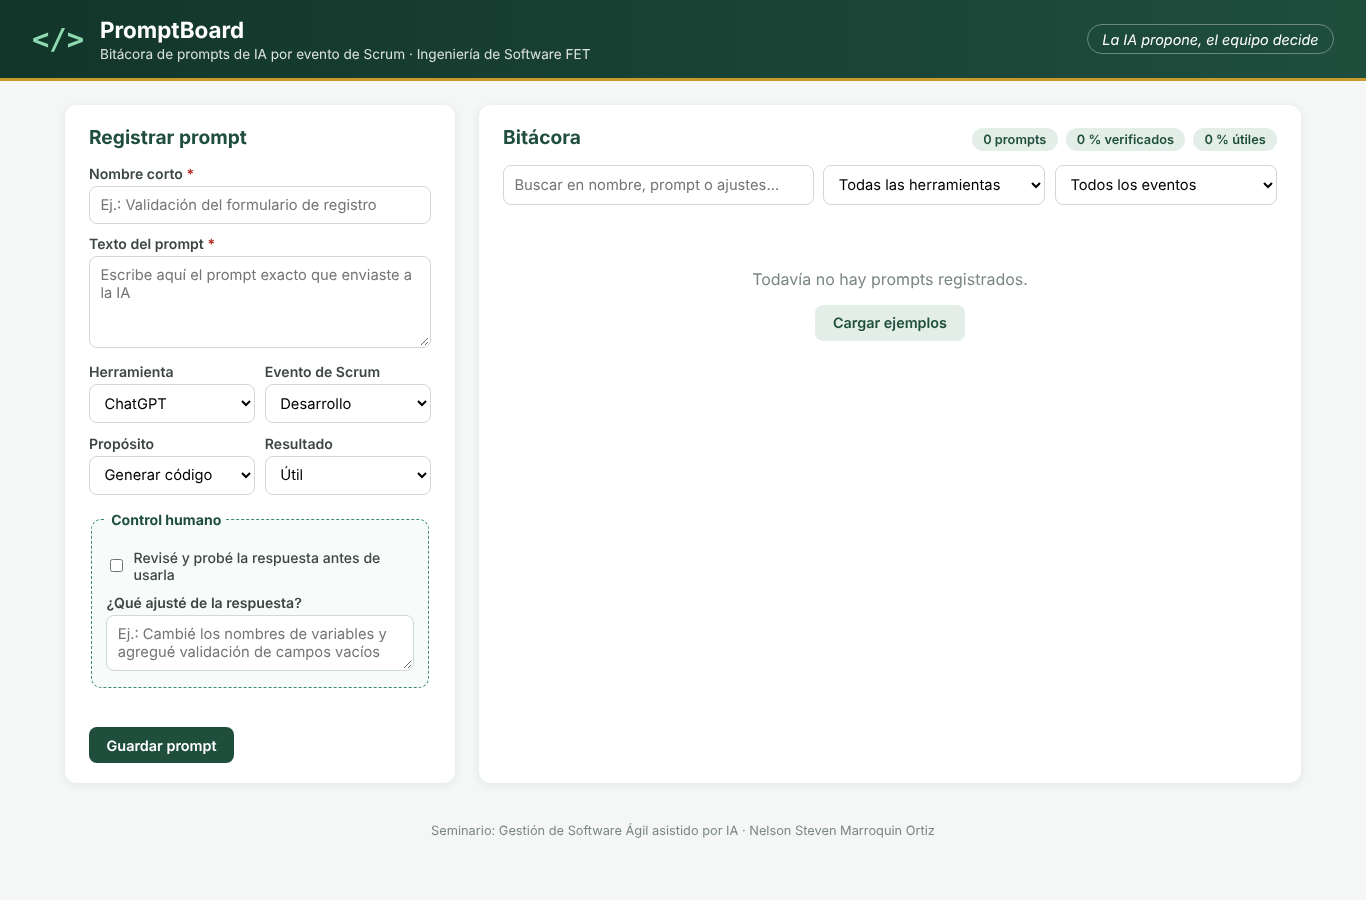 </>
PromptBoard
Bitácora de prompts de IA por evento de Scrum · Ingeniería de Software FET
La IA propone, el equipo decide
Registrar prompt
Nombre corto *
Ej.: Validación del formulario de registro
Texto del prompt *
Escribe aquí el prompt exacto que enviaste a
la IA
Herramienta
Evento de Scrum
ChatGPT
Desarrollo
Propósito
Resultado
Generar código
Útil
Control humano
Revisé y probé la respuesta antes de
usarla
¿Qué ajusté de la respuesta?
Ej.: Cambié los nombres de variables y
agregué validación de campos vacíos
Guardar prompt
Bitácora
0 prompts
0 % verificados
0 % útiles
Buscar en nombre, prompt o ajustes...
Todas las herramientas
Todos los eventos
Todavía no hay prompts registrados.
Cargar ejemplos
Seminario: Gestión de Software Ágil asistido por IA · Nelson Steven Marroquin Ortiz